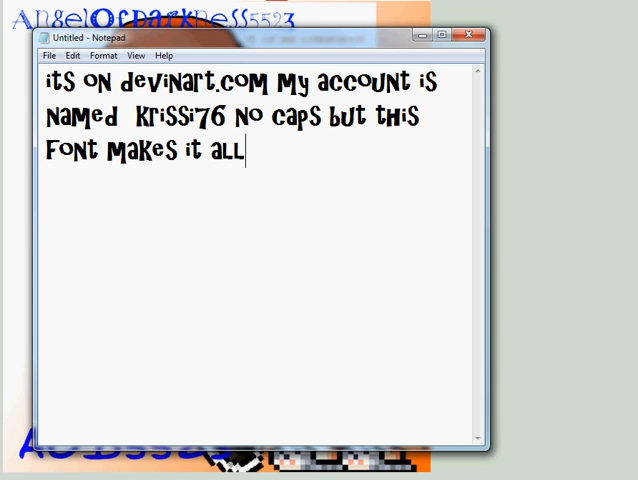 AngelOfDarkness5523
Untitled - Notepad
File Edit Format View Help
its on devinart.com my account is
named  krissi76 no caps but this
font makes it all